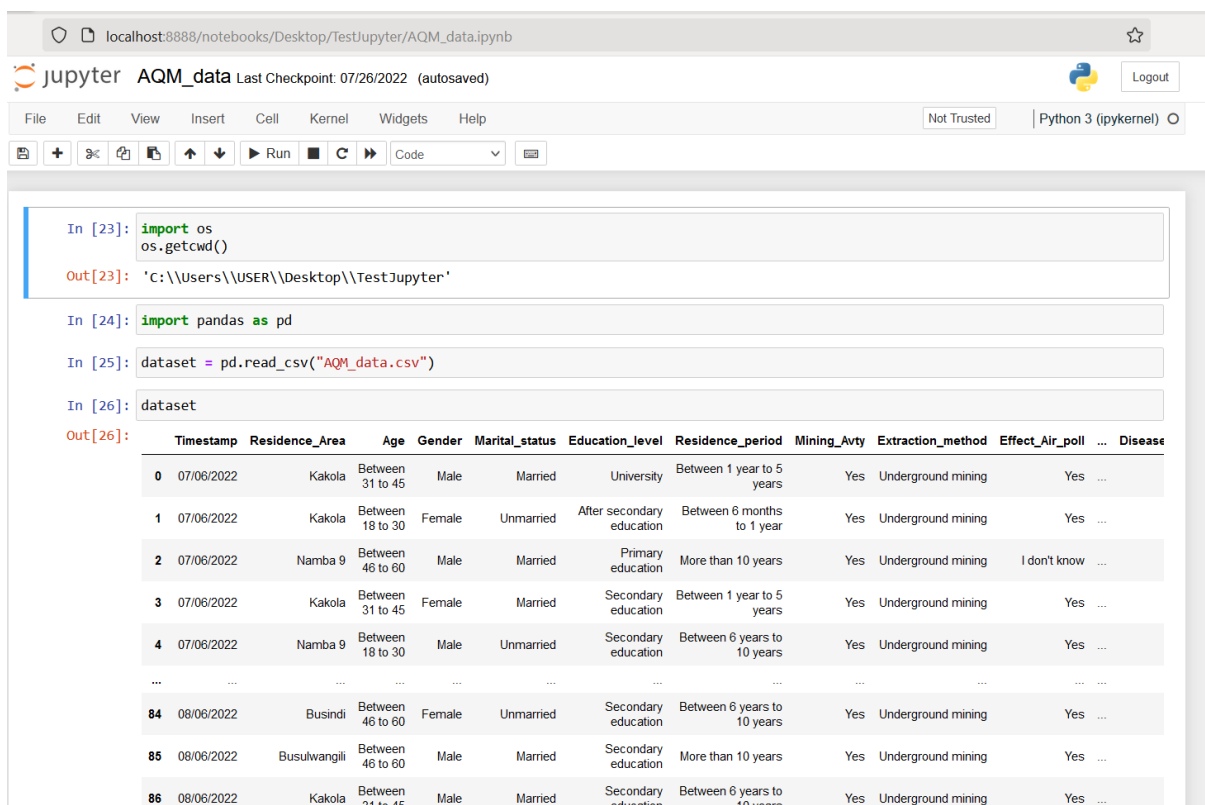 localhost:8888/notebooks/Desktop/TestJupyter/AQM_data.ipynb
jupyter AQM_data Last Checkpoint: 07/26/2022 (autosaved)
Logout
File Edit View Insert Cell Kernel Widgets Help
Not Trusted
Python 3 (ipykernel)
Run
Code
In [23]: import os
os.getcwd()
Out[23]: 'C:\\Users\\USER\\Desktop\\TestJupyter'
In [24]: import pandas as pd
In [25]: dataset = pd.read_csv("AQM_data.csv")
In [26]: dataset
Out[26]:
Timestamp Residence_Area Age Gender Marital_status Education_level Residence_period Mining_Avty Extraction_method Effect_Air_poll ... Disease
0 07/06/2022 Kakola Between 31 to 45 Male Married University Between 1 year to 5 years Yes Underground mining Yes ...
1 07/06/2022 Kakola Between 18 to 30 Female Unmarried After secondary education Between 6 months to 1 year Yes Underground mining Yes ...
2 07/06/2022 Namba 9 Between 46 to 60 Male Married Primary education More than 10 years Yes Underground mining I don't know ...
3 07/06/2022 Kakola Between 31 to 45 Female Married Secondary education Between 1 year to 5 years Yes Underground mining Yes ...
4 07/06/2022 Namba 9 Between 18 to 30 Male Unmarried Secondary education Between 6 years to 10 years Yes Underground mining Yes ...
... ... ... ... ... ... ... ... ... ... ... ...
84 08/06/2022 Busindi Between 46 to 60 Female Unmarried Secondary education Between 6 years to 10 years Yes Underground mining Yes ...
85 08/06/2022 Busulwangili Between 46 to 60 Male Married Secondary education More than 10 years Yes Underground mining Yes ...
86 08/06/2022 Kakola Between Male Married Secondary Between 6 years to Yes Underground mining Yes ...